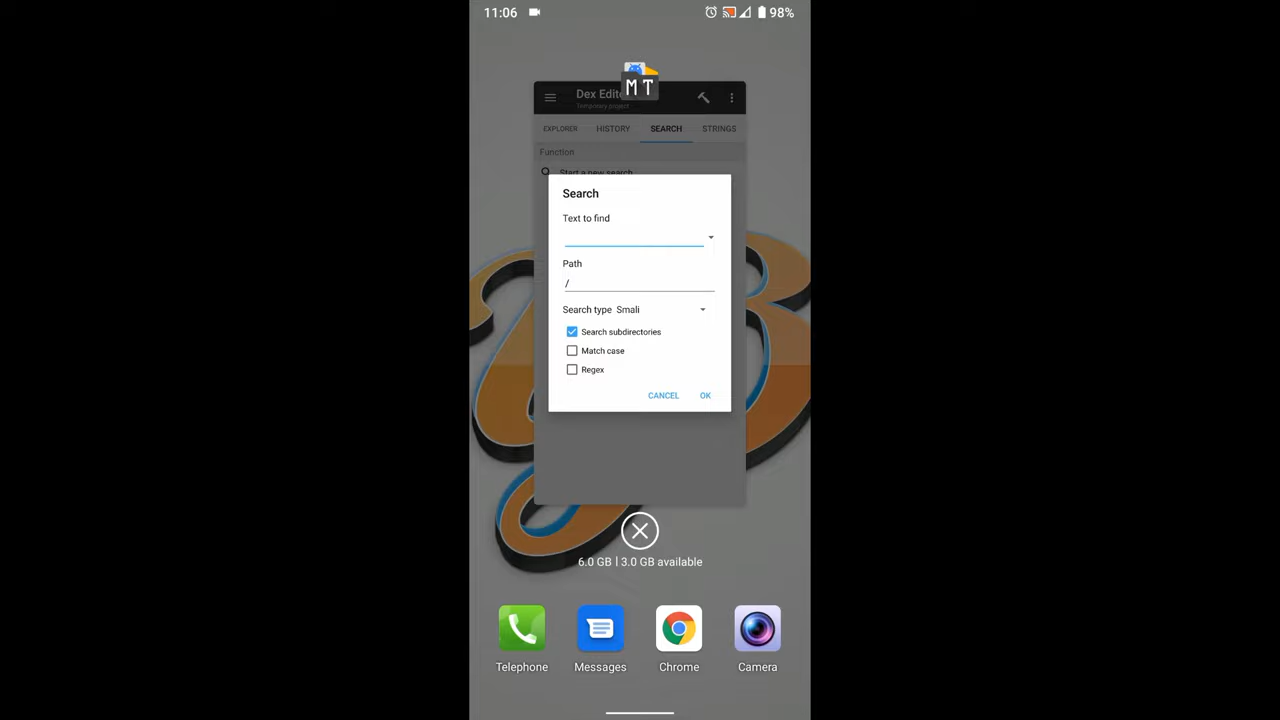 11:06
98%
MT
Dex Edit
Temporary project
EXPLORER HISTORY SEARCH STRINGS
Function
Start a new search
Search
Text to find
Path
/
Search type Smali
Search subdirectories
Match case
Regex
CANCEL OK
6.0 GB | 3.0 GB available
Telephone Messages Chrome Camera